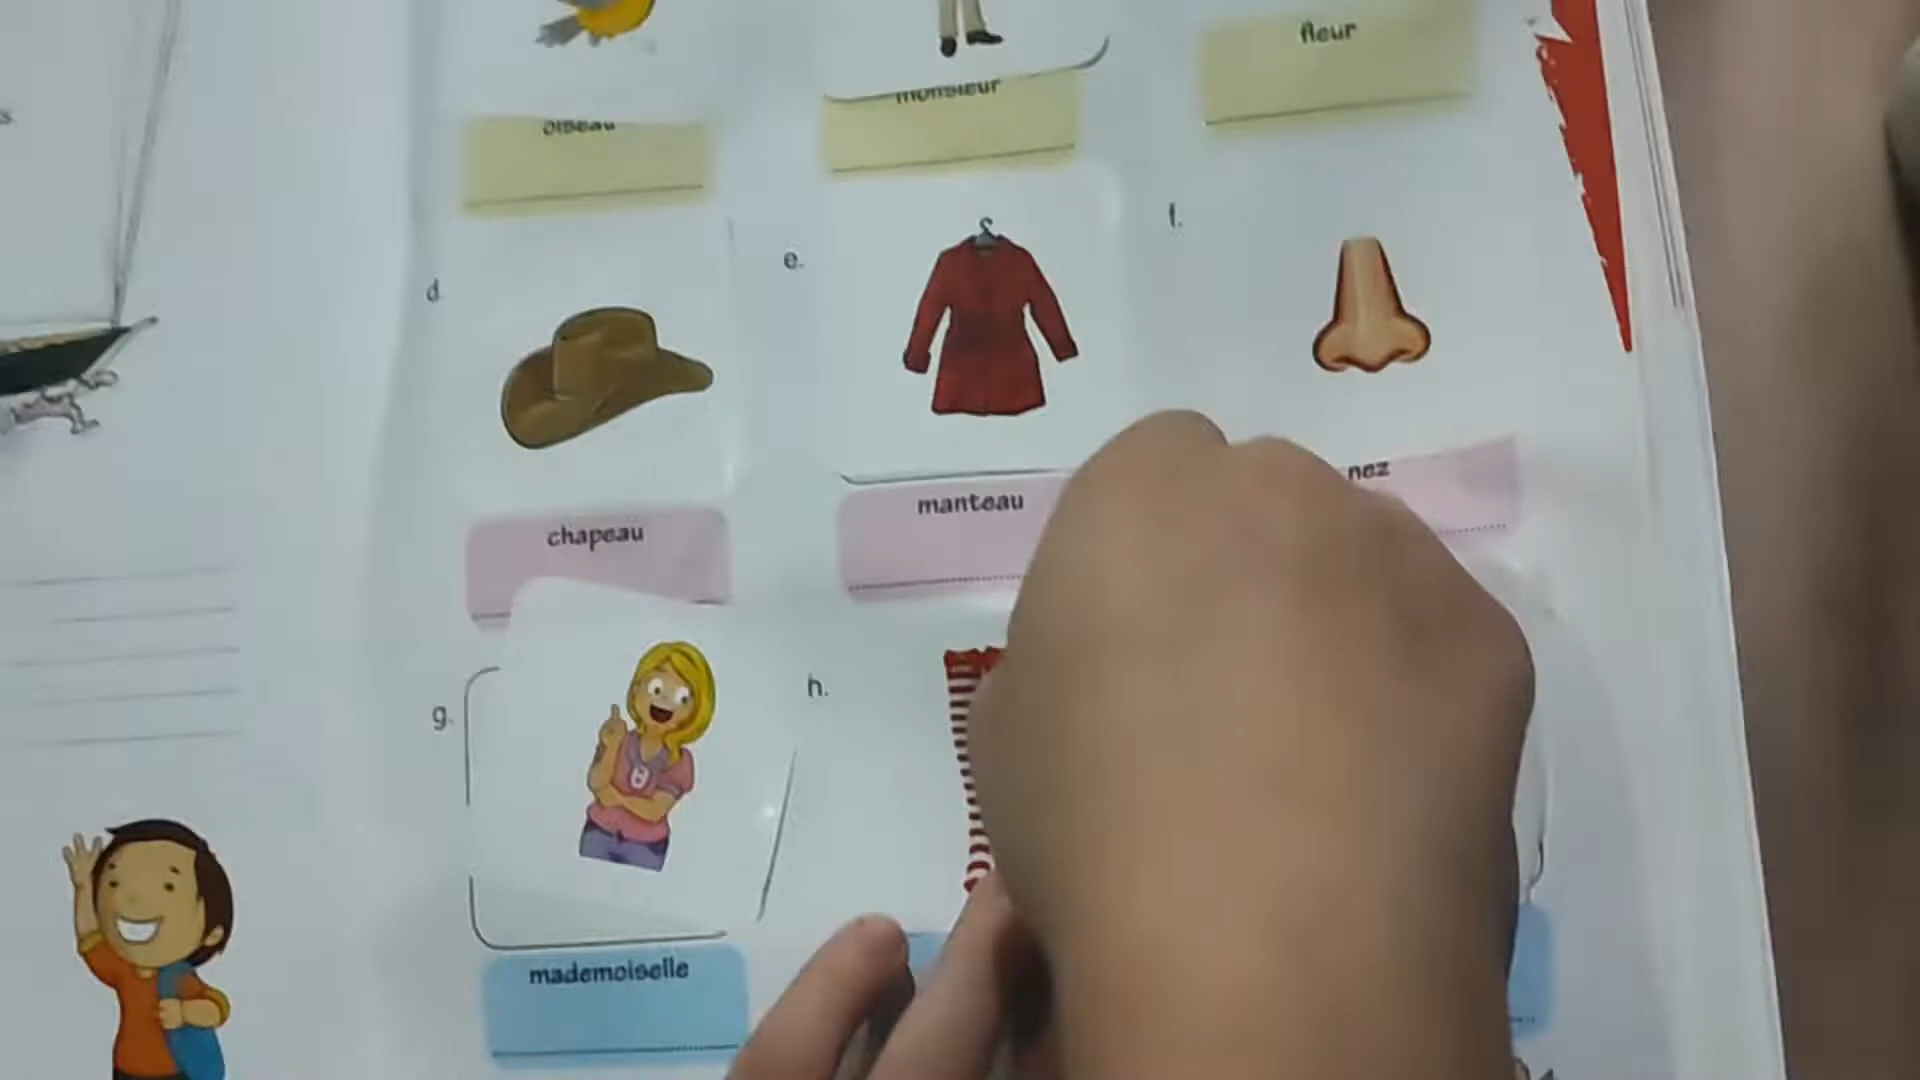 s.
oiseau
monsieur
fleur
d.
e.
f.
chapeau
manteau
nez
g.
h.
mademoiselle